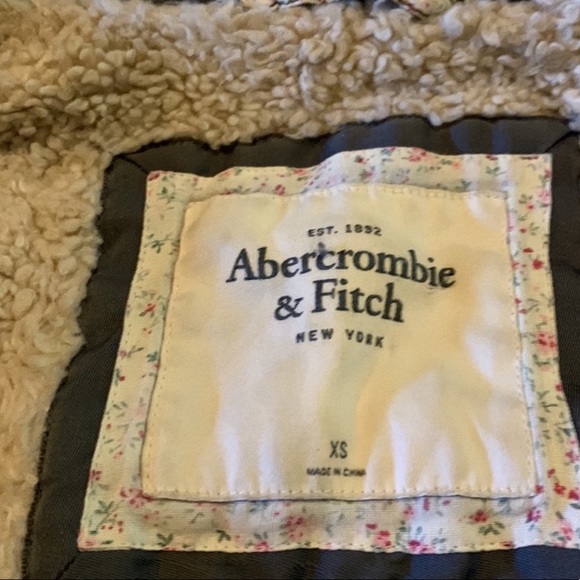 EST. 1892
Abercrombie
& Fitch
NEW YORK
XS
MADE IN CHINA